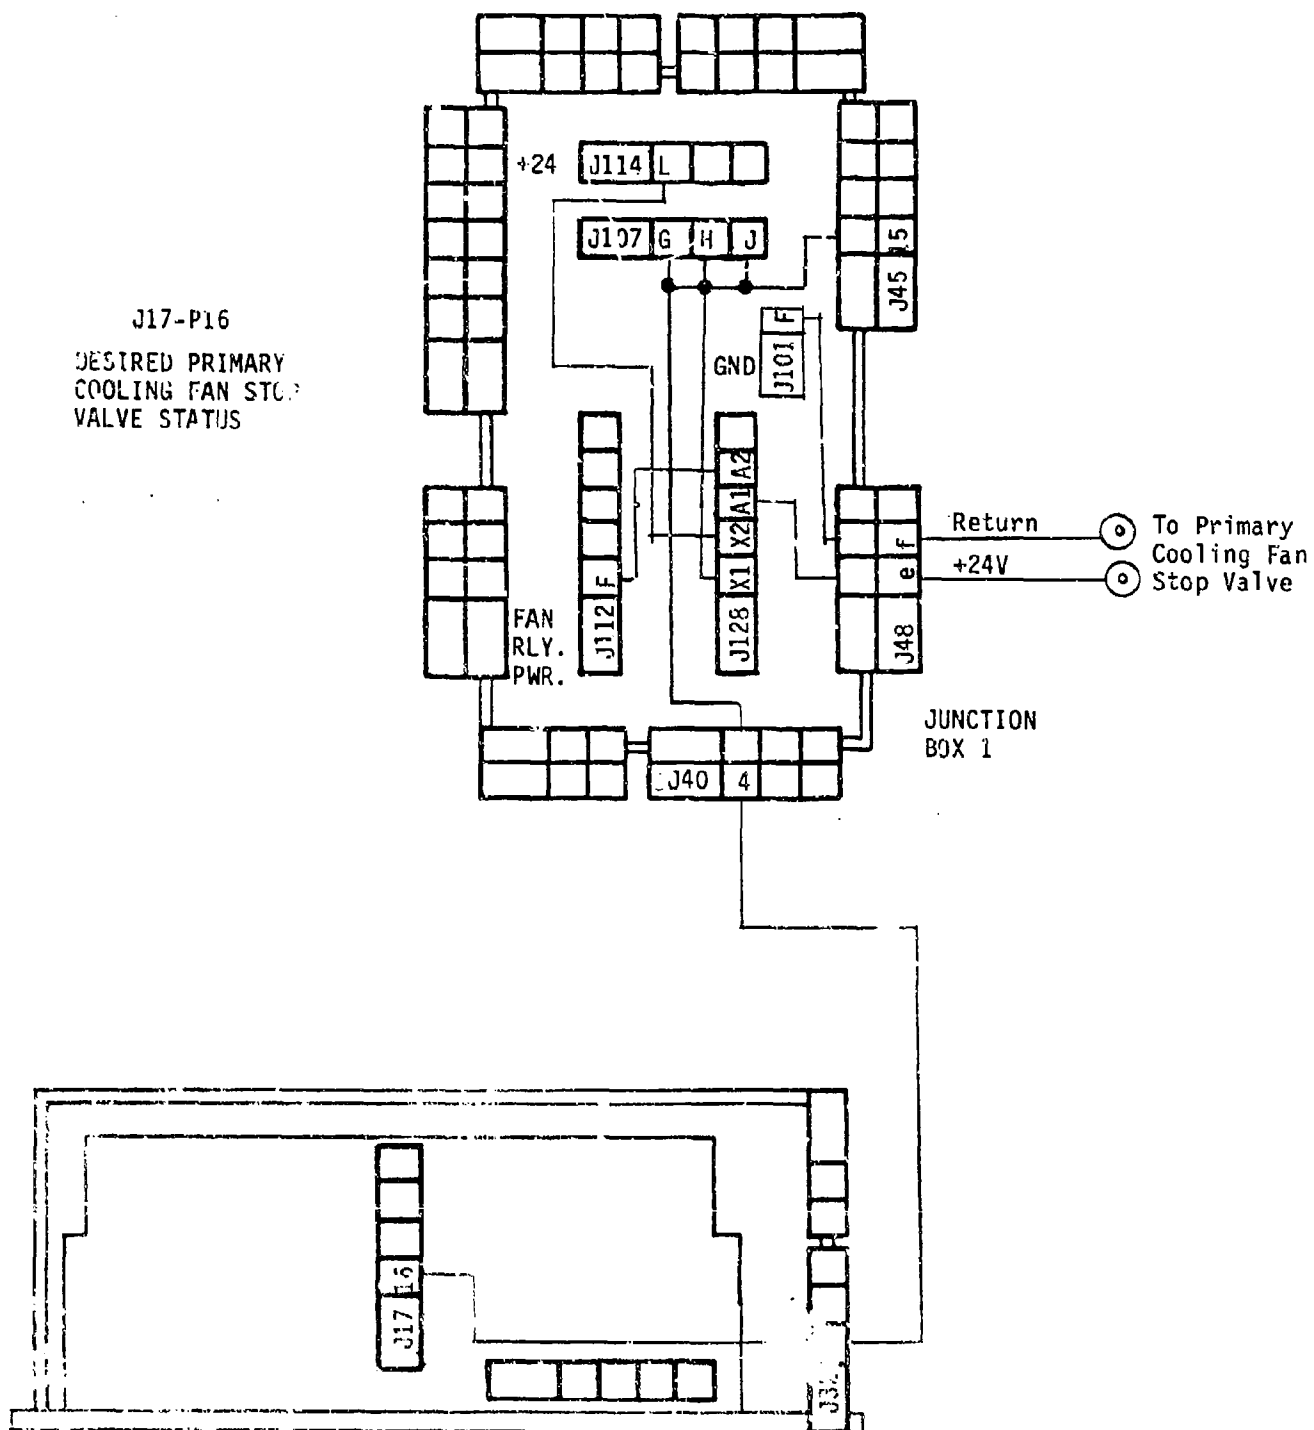 +24
J114 L
J107 G H J
15
J45
J17-P16
DESIRED PRIMARY
COOLING FAN
VALVE STATUS
F
J101
GND
A2
A1
X2
X1
J128
F
J112
FAN
RLY.
PWR.
f
e
J48
Return
+24V
To Primary
Cooling Fan
Stop Valve
JUNCTION
BOX 1
J40 4
16
J17